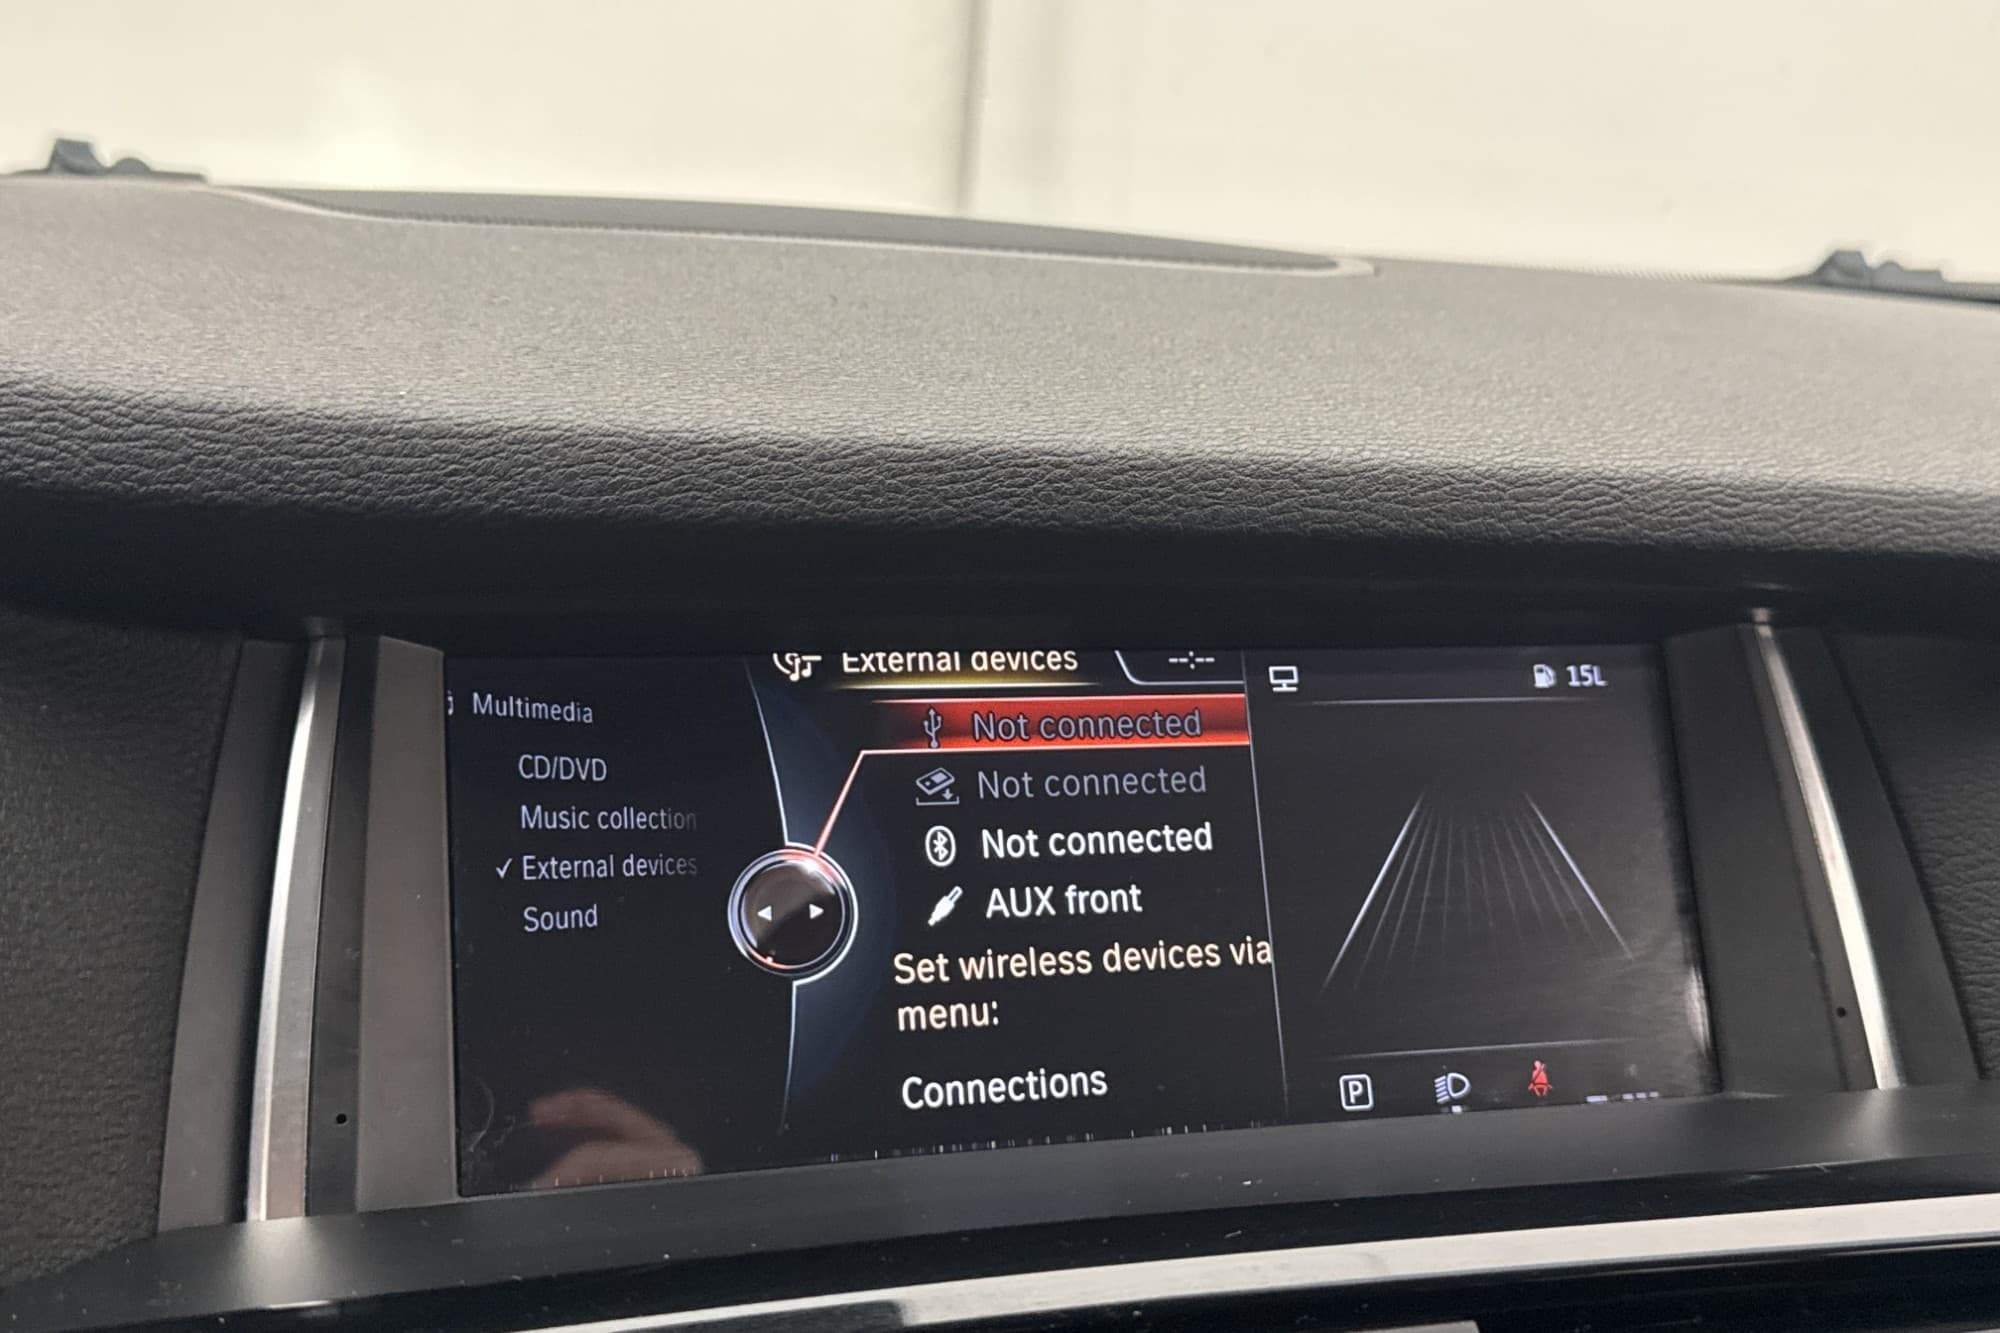 Multimedia
CD/DVD
Music collection
✓ External devices
Sound
External devices
--:--
Not connected
Not connected
Not connected
AUX front
Set wireless devices via
menu:
Connections
15L
P